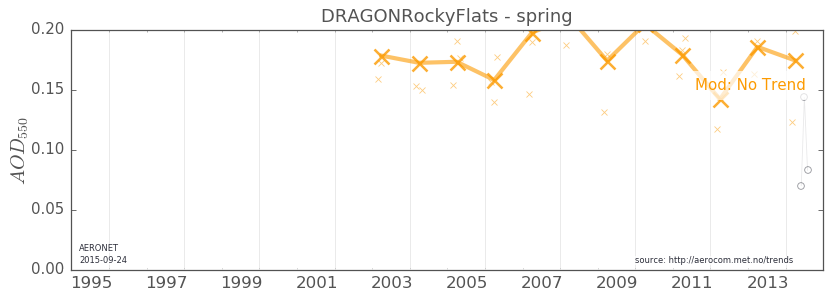 DRAGONRockyFlats - spring
0.20
0.15
0.10
0.05
0.00
AOD550
Mod: No Trend
AERONET
2015-09-24
source: http://aerocom.met.no/trends
1995 1997 1999 2001 2003 2005 2007 2009 2011 2013